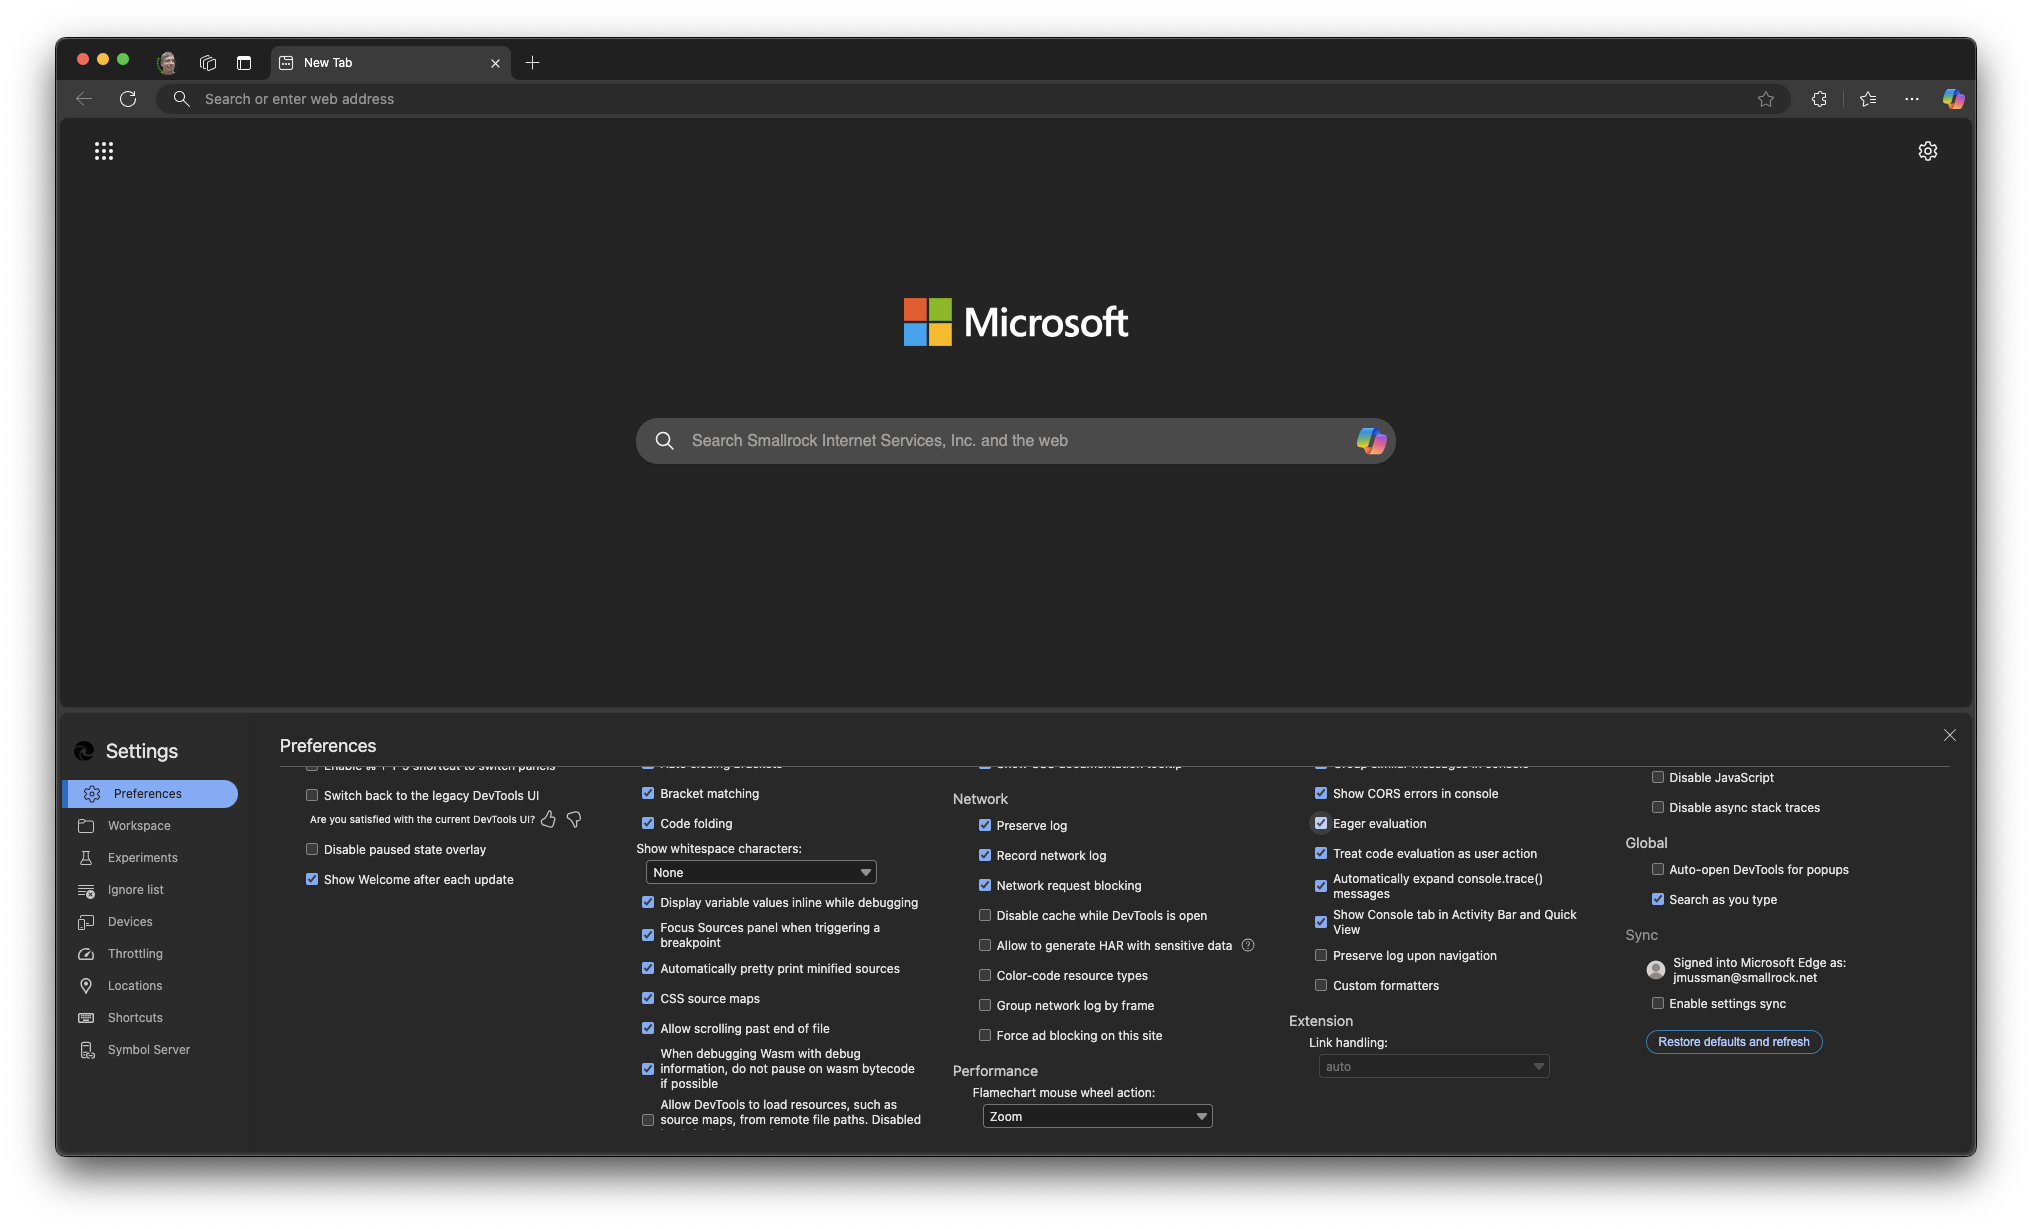 New Tab
Search or enter web address
Microsoft
Search Smallrock Internet Services, Inc. and the web
Settings
Preferences
Workspace
Experiments
Ignore list
Devices
Throttling
Locations
Shortcuts
Symbol Server
Preferences
Switch back to the legacy DevTools UI
Are you satisfied with the current DevTools UI?
Disable paused state overlay
Show Welcome after each update
Bracket matching
Code folding
Show whitespace characters:
None
Display variable values inline while debugging
Focus Sources panel when triggering a
breakpoint
Automatically pretty print minified sources
CSS source maps
Allow scrolling past end of file
When debugging Wasm with debug
information, do not pause on wasm bytecode
if possible
Allow DevTools to load resources, such as
source maps, from remote file paths. Disabled
Network
Preserve log
Record network log
Network request blocking
Disable cache while DevTools is open
Allow to generate HAR with sensitive data
Color-code resource types
Group network log by frame
Force ad blocking on this site
Performance
Flamechart mouse wheel action:
Zoom
Show CORS errors in console
Eager evaluation
Treat code evaluation as user action
Automatically expand console.trace()
messages
Show Console tab in Activity Bar and Quick
View
Preserve log upon navigation
Custom formatters
Extension
Link handling:
auto
Disable JavaScript
Disable async stack traces
Global
Auto-open DevTools for popups
Search as you type
Sync
Signed into Microsoft Edge as:
jmussman@smallrock.net
Enable settings sync
Restore defaults and refresh